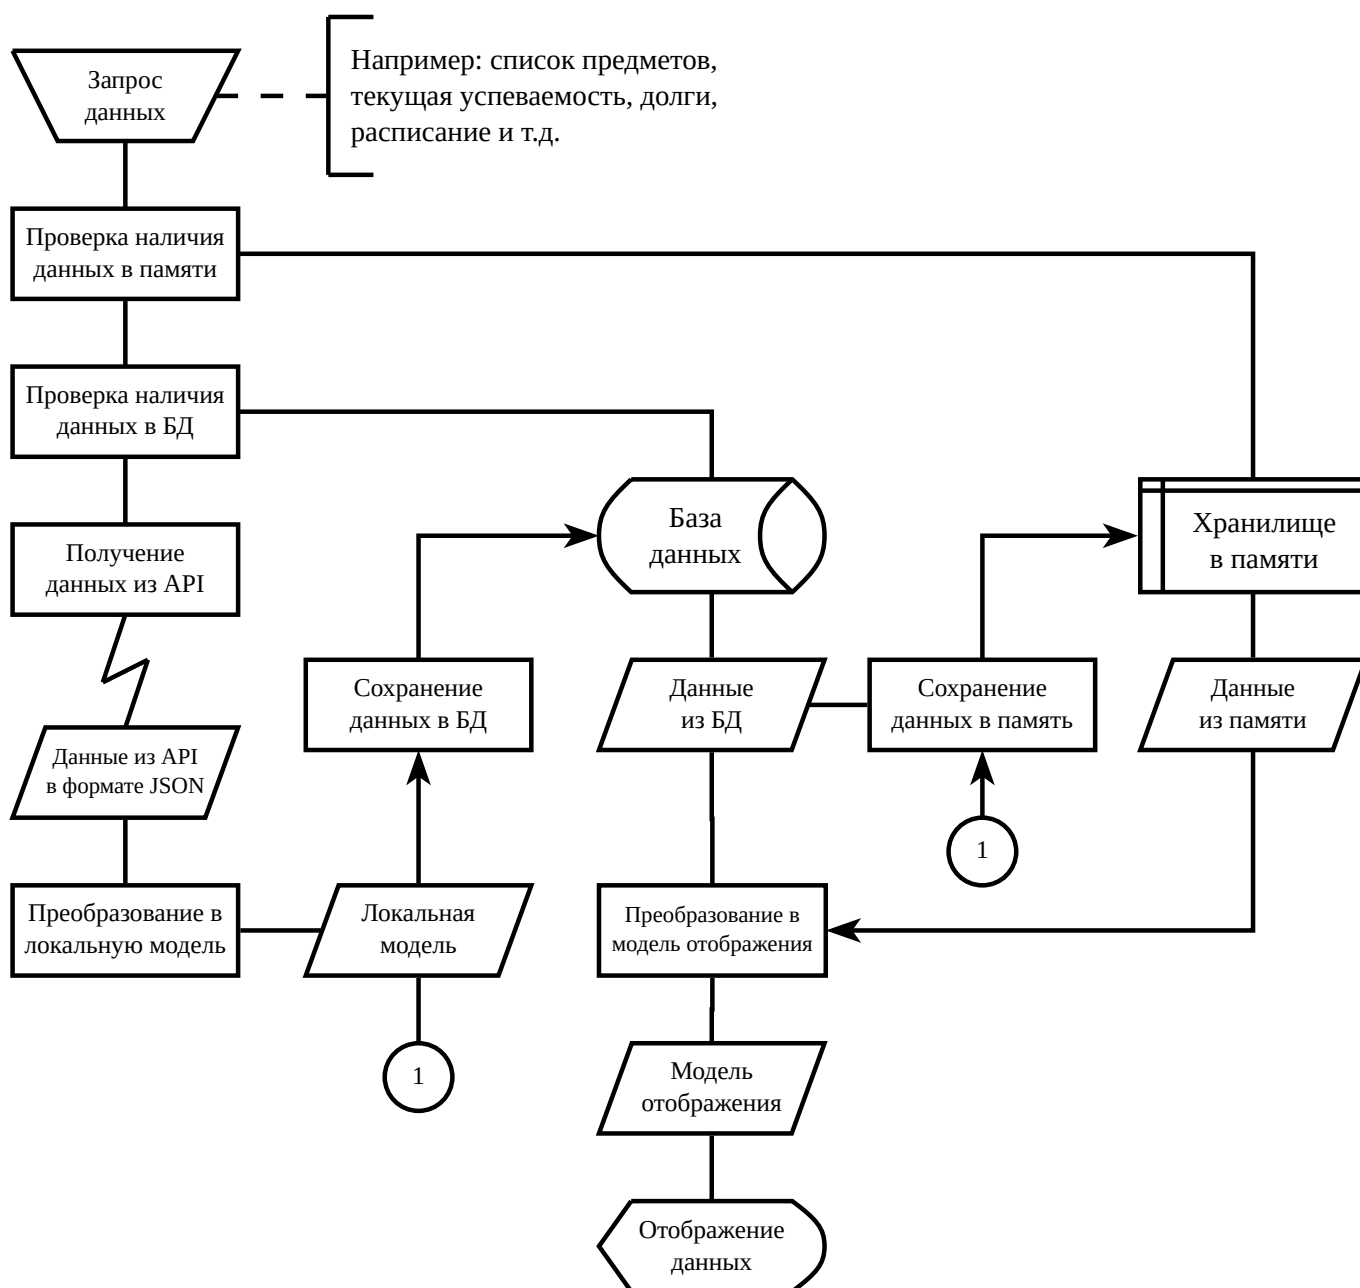 Запрос
данных
Например: список предметов,
текущая успеваемость, долги,
расписание и т.д.
Проверка наличия
данных в памяти
Проверка наличия
данных в БД
Получение
данных из API
База
данных
Хранилище
в памяти
Сохранение
данных в БД
Данные
из БД
Сохранение
данных в память
Данные
из памяти
Данные из API
в формате JSON
1
Преобразование в
локальную модель
Локальная
модель
Преобразование в
модель отображения
1
Модель
отображения
Отображение
данных